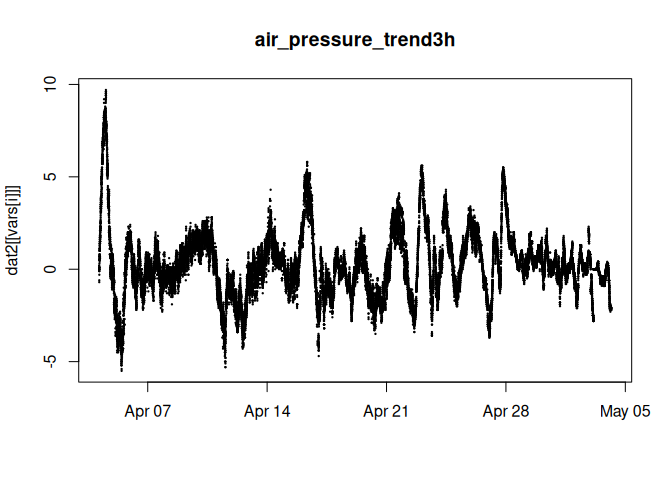 air_pressure_trend3h
dat2[[vars[i]]]
10
5
0
-5
Apr 07
Apr 14
Apr 21
Apr 28
May 05